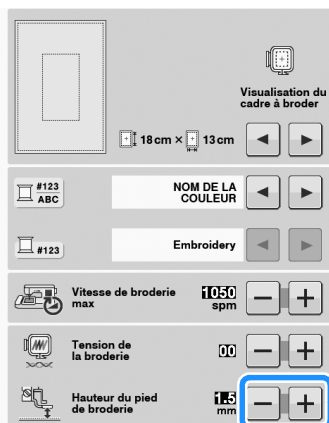 Visualisation du
cadre à broder
18 cm × 13 cm
#123
ABC
NOM DE LA
COULEUR
#123
Embroidery
Vitesse de broderie
max
1050
spm
Tension de
la broderie
00
Hauteur du pied
de broderie
1.5
mm